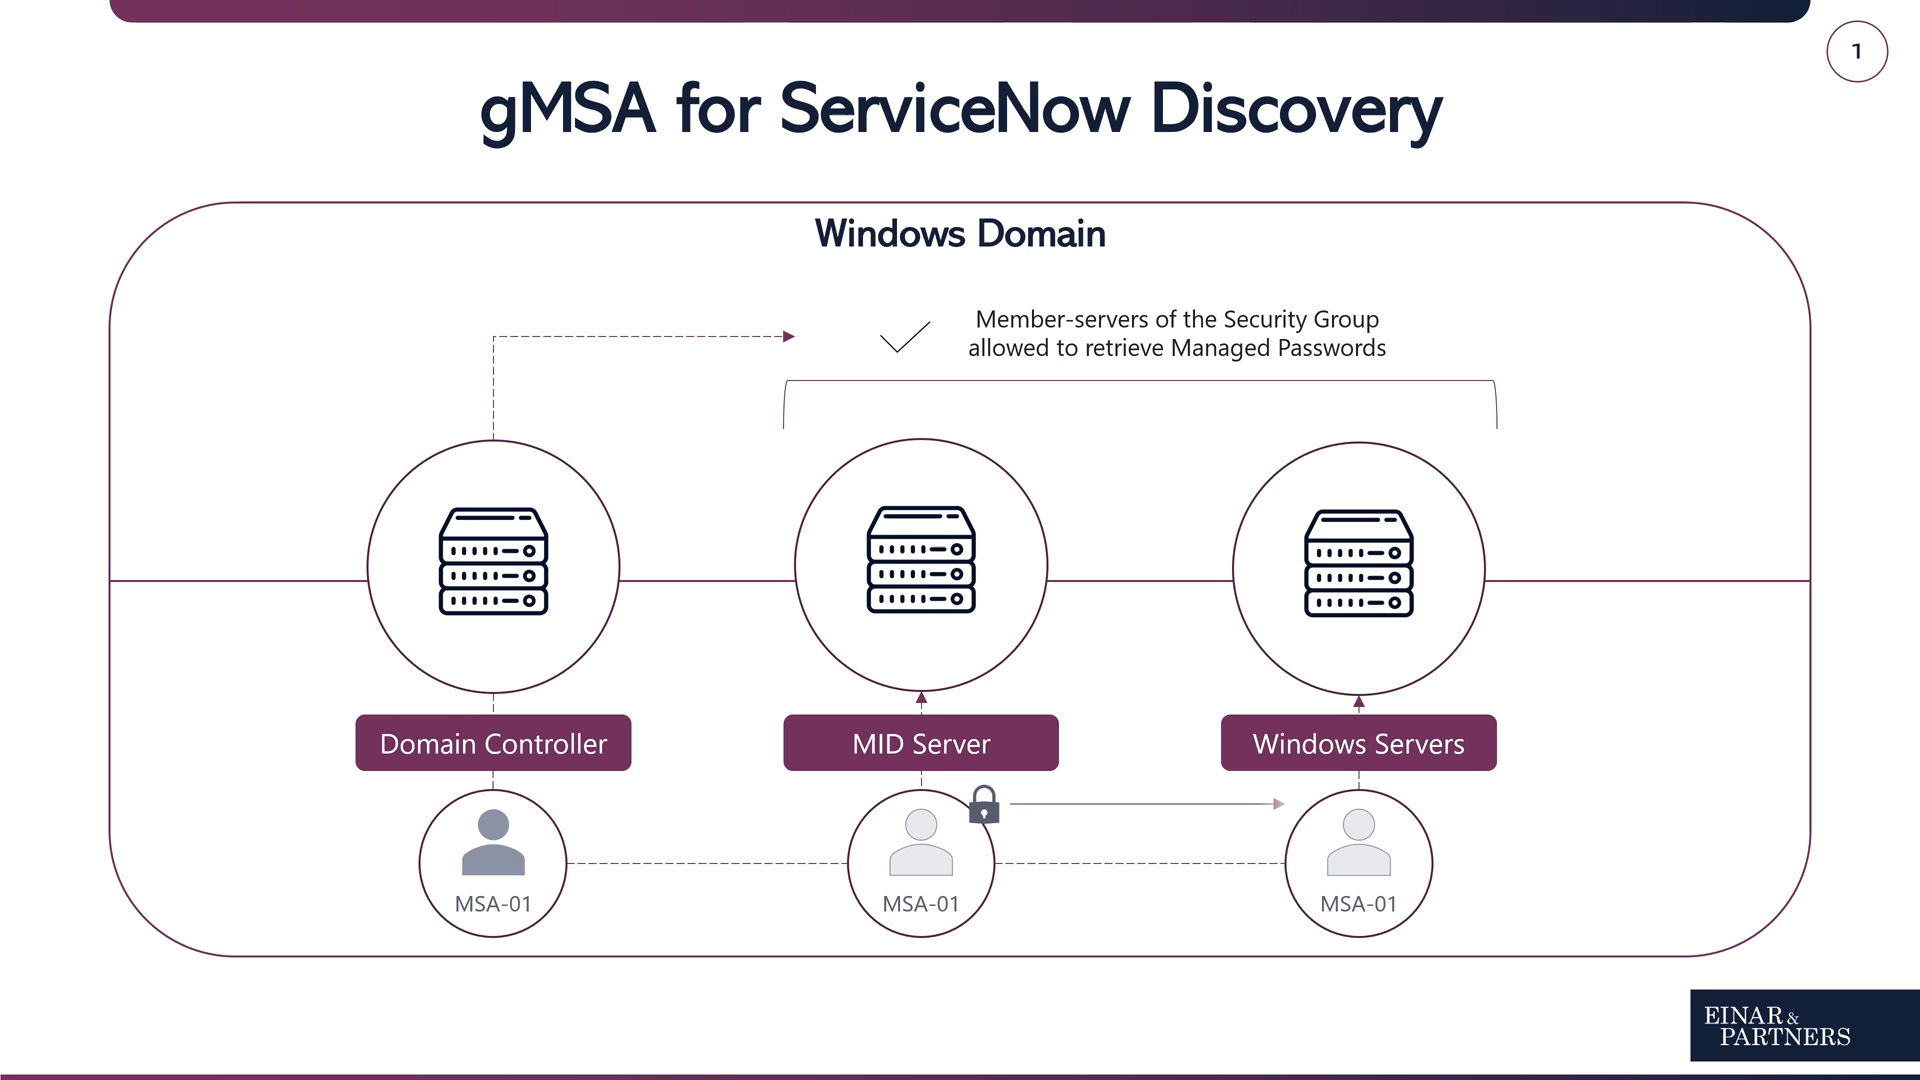 1
gMSA for ServiceNow Discovery
Windows Domain
Member-servers of the Security Group
allowed to retrieve Managed Passwords
Domain Controller
MID Server
Windows Servers
MSA-01
MSA-01
MSA-01
EINAR &
PARTNERS